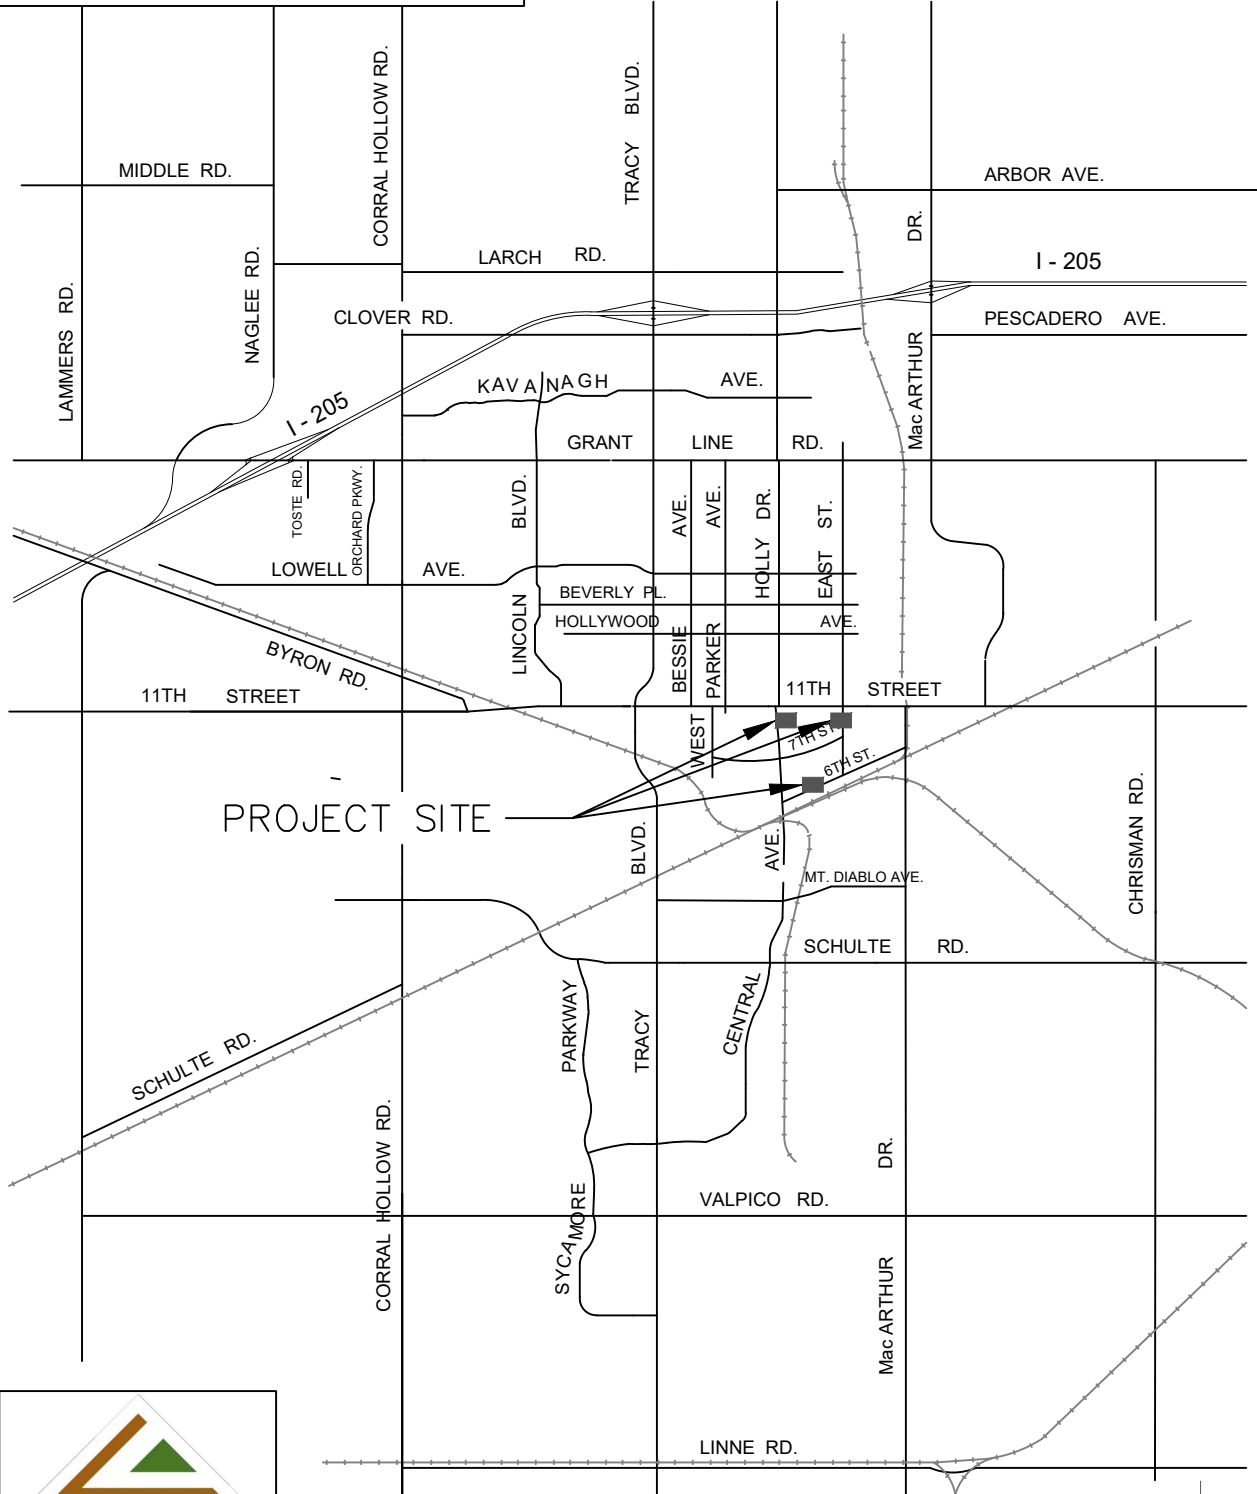 CORRAL HOLLOW RD.
TRACY BLVD.
MIDDLE RD.
ARBOR AVE.
DR.
LARCH RD.
I - 205
NAGLEE RD.
LAMMERS RD.
CLOVER RD.
PESCADERO AVE.
Mac ARTHUR
KAVANAGH AVE.
I - 205
GRANT LINE RD.
TOSTE RD.
ORCHARD PKWY.
BLVD.
AVE.
AVE.
HOLLY DR.
EAST ST.
LOWELL AVE.
BEVERLY PL.
HOLLYWOOD AVE.
LINCOLN
BESSIE
PARKER
BYRON RD.
11TH STREET
11TH STREET
WEST
7TH ST.
6TH ST.
PROJECT SITE
BLVD.
AVE.
CHRISMAN RD.
MT. DIABLO AVE.
SCHULTE RD.
PARKWAY
TRACY
CENTRAL
SCHULTE RD.
CORRAL HOLLOW RD.
DR.
SYCAMORE
VALPICO RD.
Mac ARTHUR
LINNE RD.